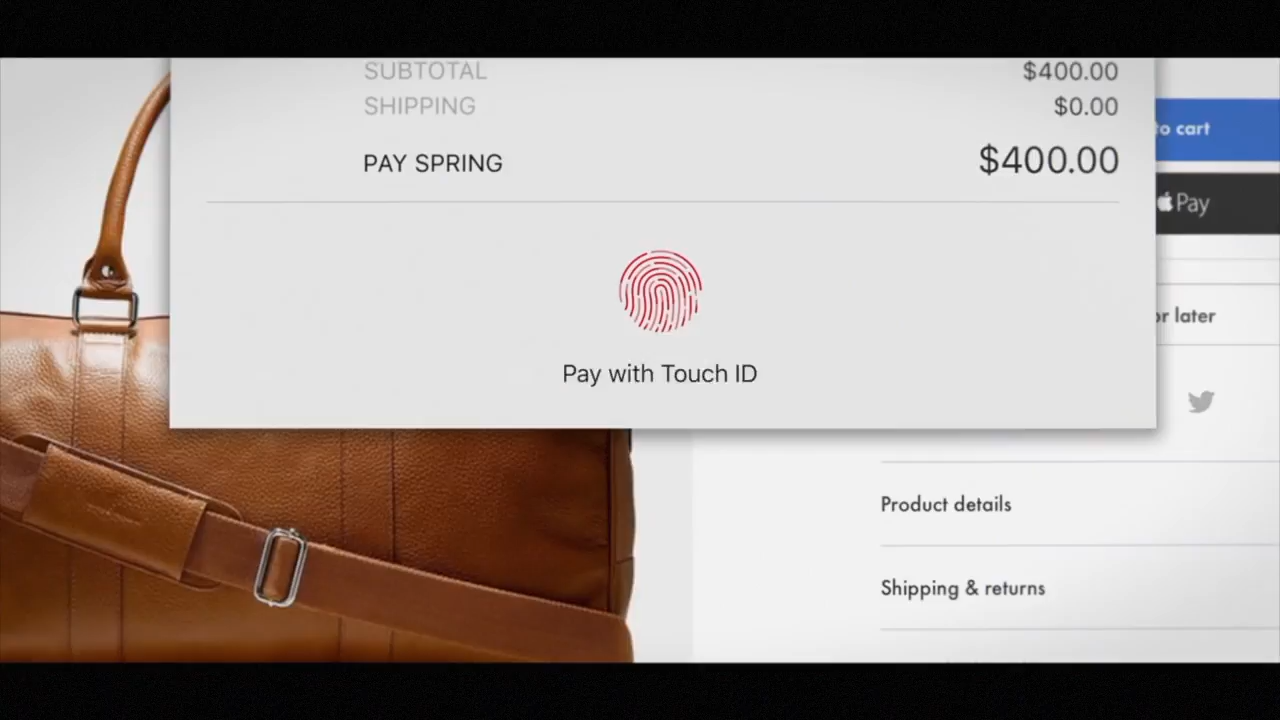 SUBTOTAL $400.00
SHIPPING $0.00
PAY SPRING $400.00
Pay with Touch ID
to cart
Pay
or later
Product details
Shipping & returns